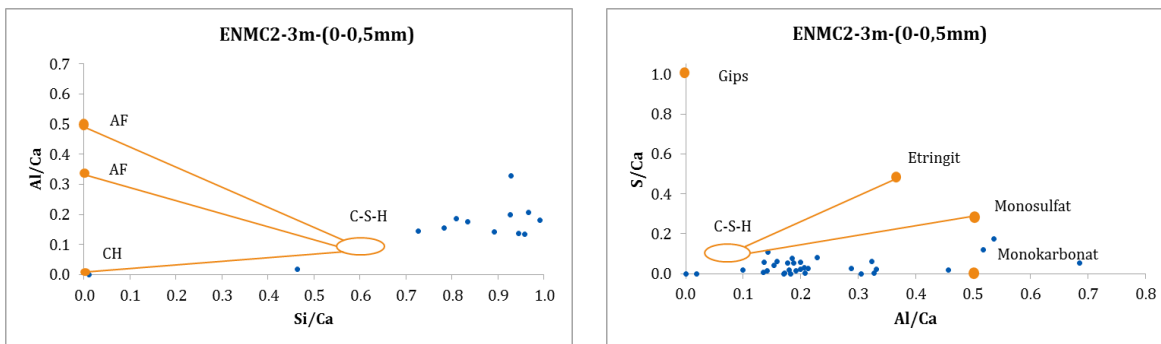 ENMC2-3m-(0-0,5mm)
Al/Ca
0.7
0.6
0.5
0.4
0.3
0.2
0.1
0.0
AF
AF
C-S-H
CH
0.0 0.1 0.2 0.3 0.4 0.5 0.6 0.7 0.8 0.9 1.0
Si/Ca
ENMC2-3m-(0-0,5mm)
S/Ca
1.0
0.8
0.6
0.4
0.2
0.0
Gips
Etringit
C-S-H
Monosulfat
Monokarbonat
0.0 0.1 0.2 0.3 0.4 0.5 0.6 0.7 0.8
Al/Ca